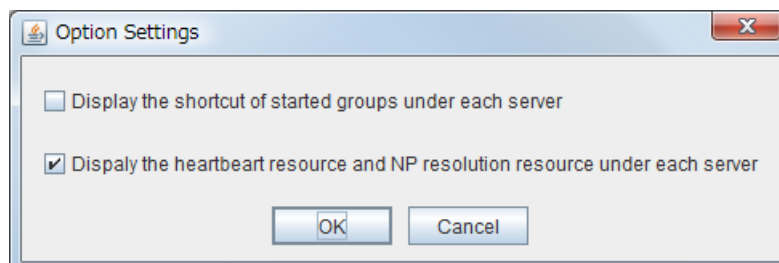 Option Settings
Display the shortcut of started groups under each server
Dispaly the heartbeart resource and NP resolution resource under each server
OK
Cancel